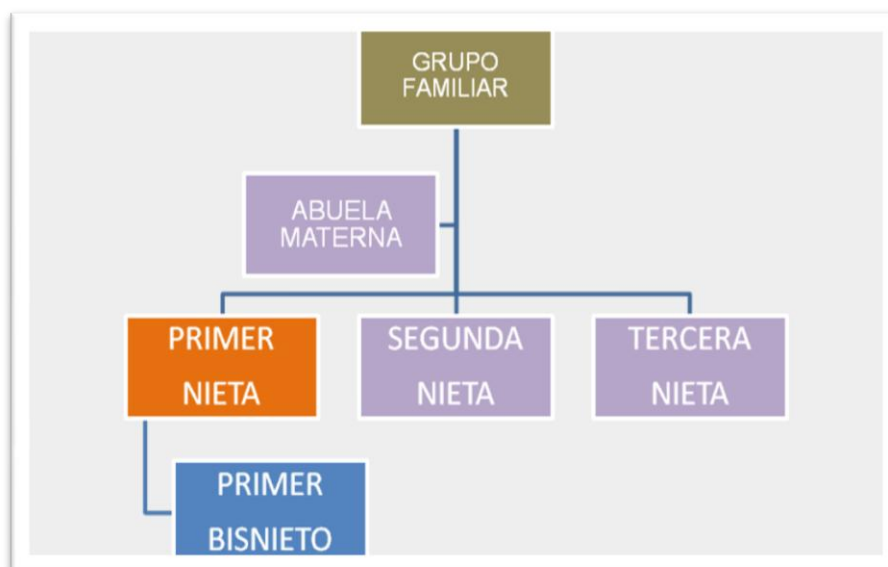 GRUPO
FAMILIAR
ABUELA
MATERNA
PRIMER
NIETA
SEGUNDA
NIETA
TERCERA
NIETA
PRIMER
BISNIETO